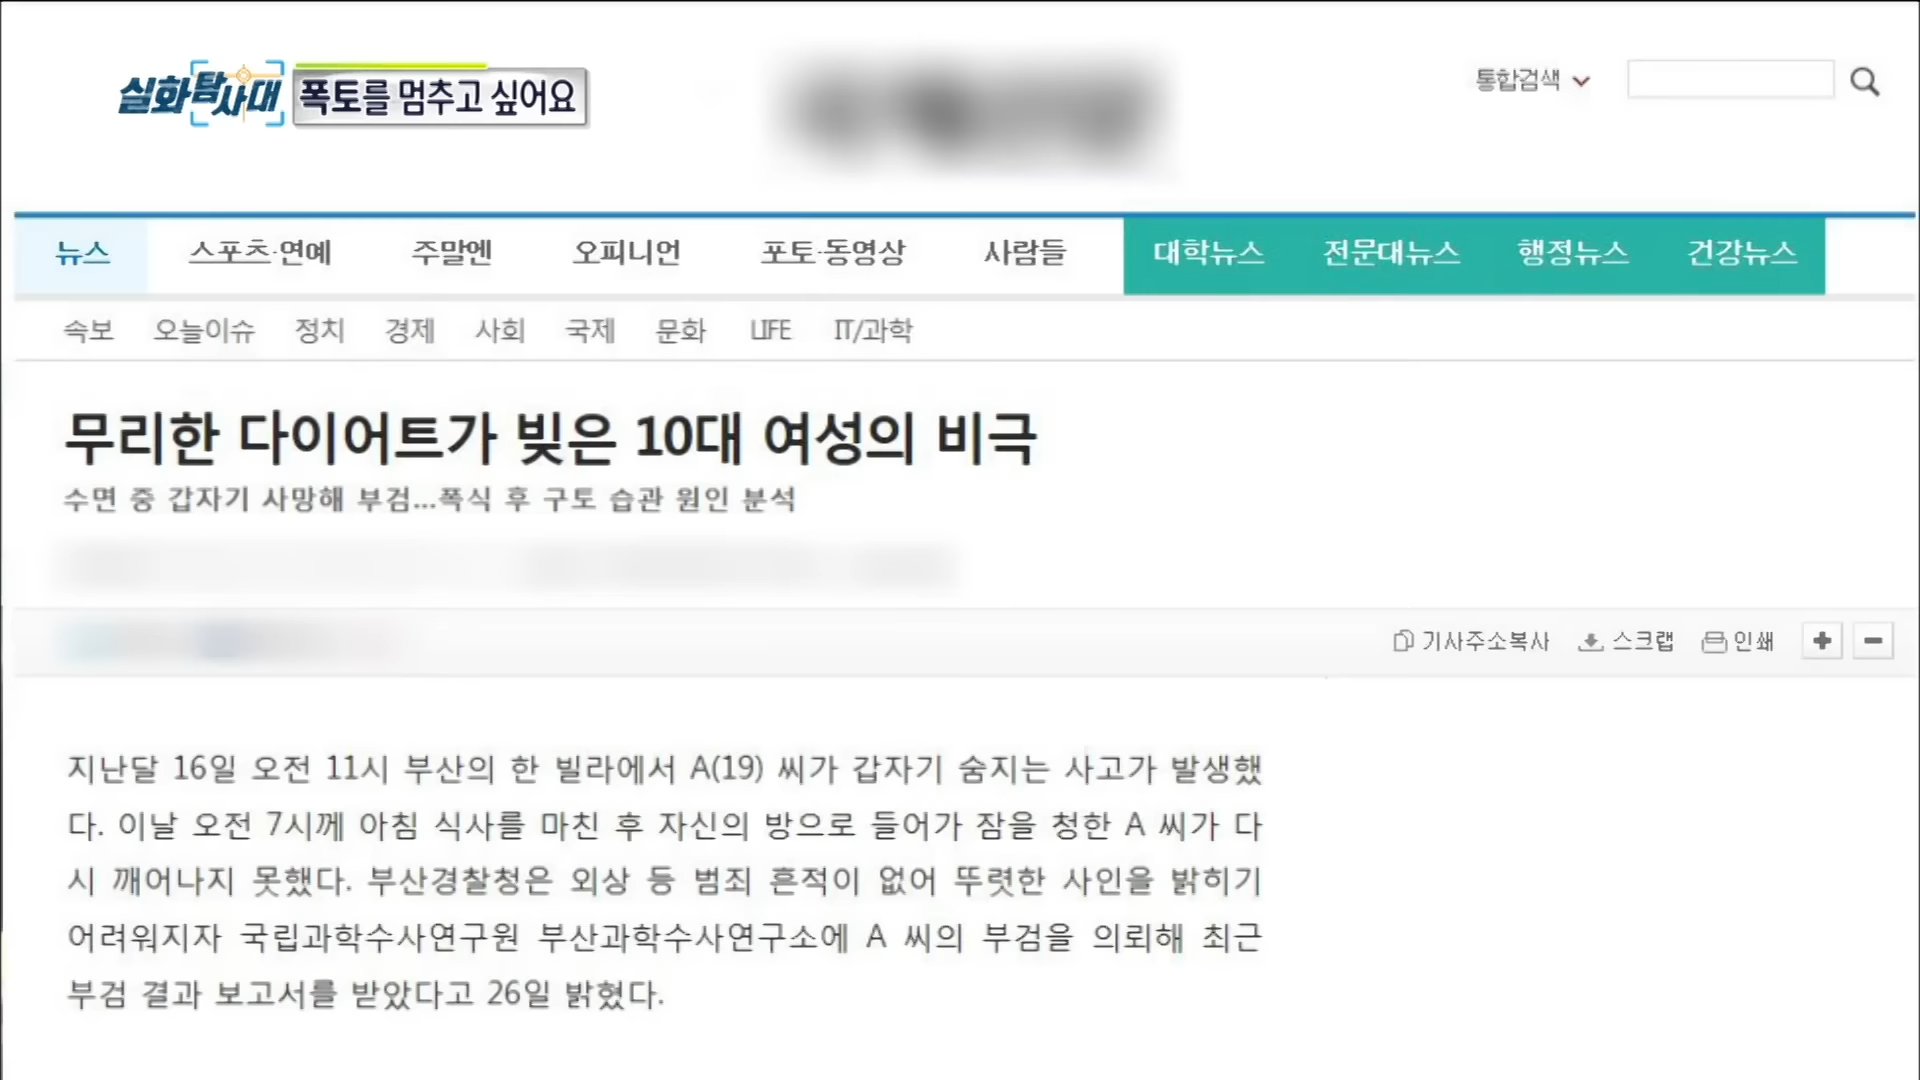 실화탐사대 폭토를 멈추고 싶어요
통합검색
뉴스 스포츠·연예 주말엔 오피니언 포토·동영상 사람들 대학뉴스 전문대뉴스 행정뉴스 건강뉴스
속보 오늘이슈 정치 경제 사회 국제 문화 LIFE IT/과학
무리한 다이어트가 빚은 10대 여성의 비극
수면 중 갑자기 사망해 부검...폭식 후 구토 습관 원인 분석
기사주소복사 스크랩 인쇄 + -
지난달 16일 오전 11시 부산의 한 빌라에서 A(19) 씨가 갑자기 숨지는 사고가 발생했
다. 이날 오전 7시께 아침 식사를 마친 후 자신의 방으로 들어가 잠을 청한 A 씨가 다
시 깨어나지 못했다. 부산경찰청은 외상 등 범죄 흔적이 없어 뚜렷한 사인을 밝히기
어려워지자 국립과학수사연구원 부산과학수사연구소에 A 씨의 부검을 의뢰해 최근
부검 결과 보고서를 받았다고 26일 밝혔다.